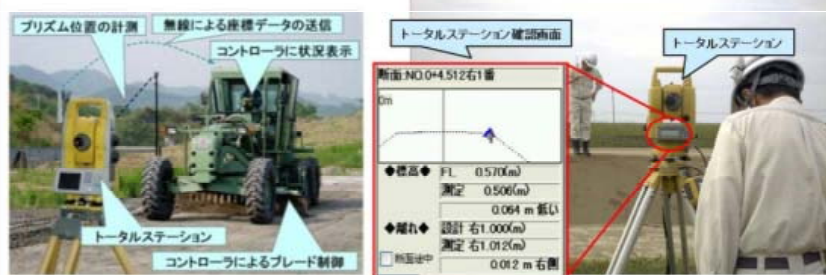 プリズム位置の計測
無線による座標データの送信
コントローラに状況表示
トータルステーション
コントローラによるブレード制御
トータルステーション確認画面
トータルステーション
断面:NO.0+4.512右1番
0m
◆標高◆ FL 0.570(m)
測定 0.506(m)
0.064 m 低い
◆離れ◆ 設計 右1.000(m)
測定 右1.012(m)
断面途中
0.012 m 右側